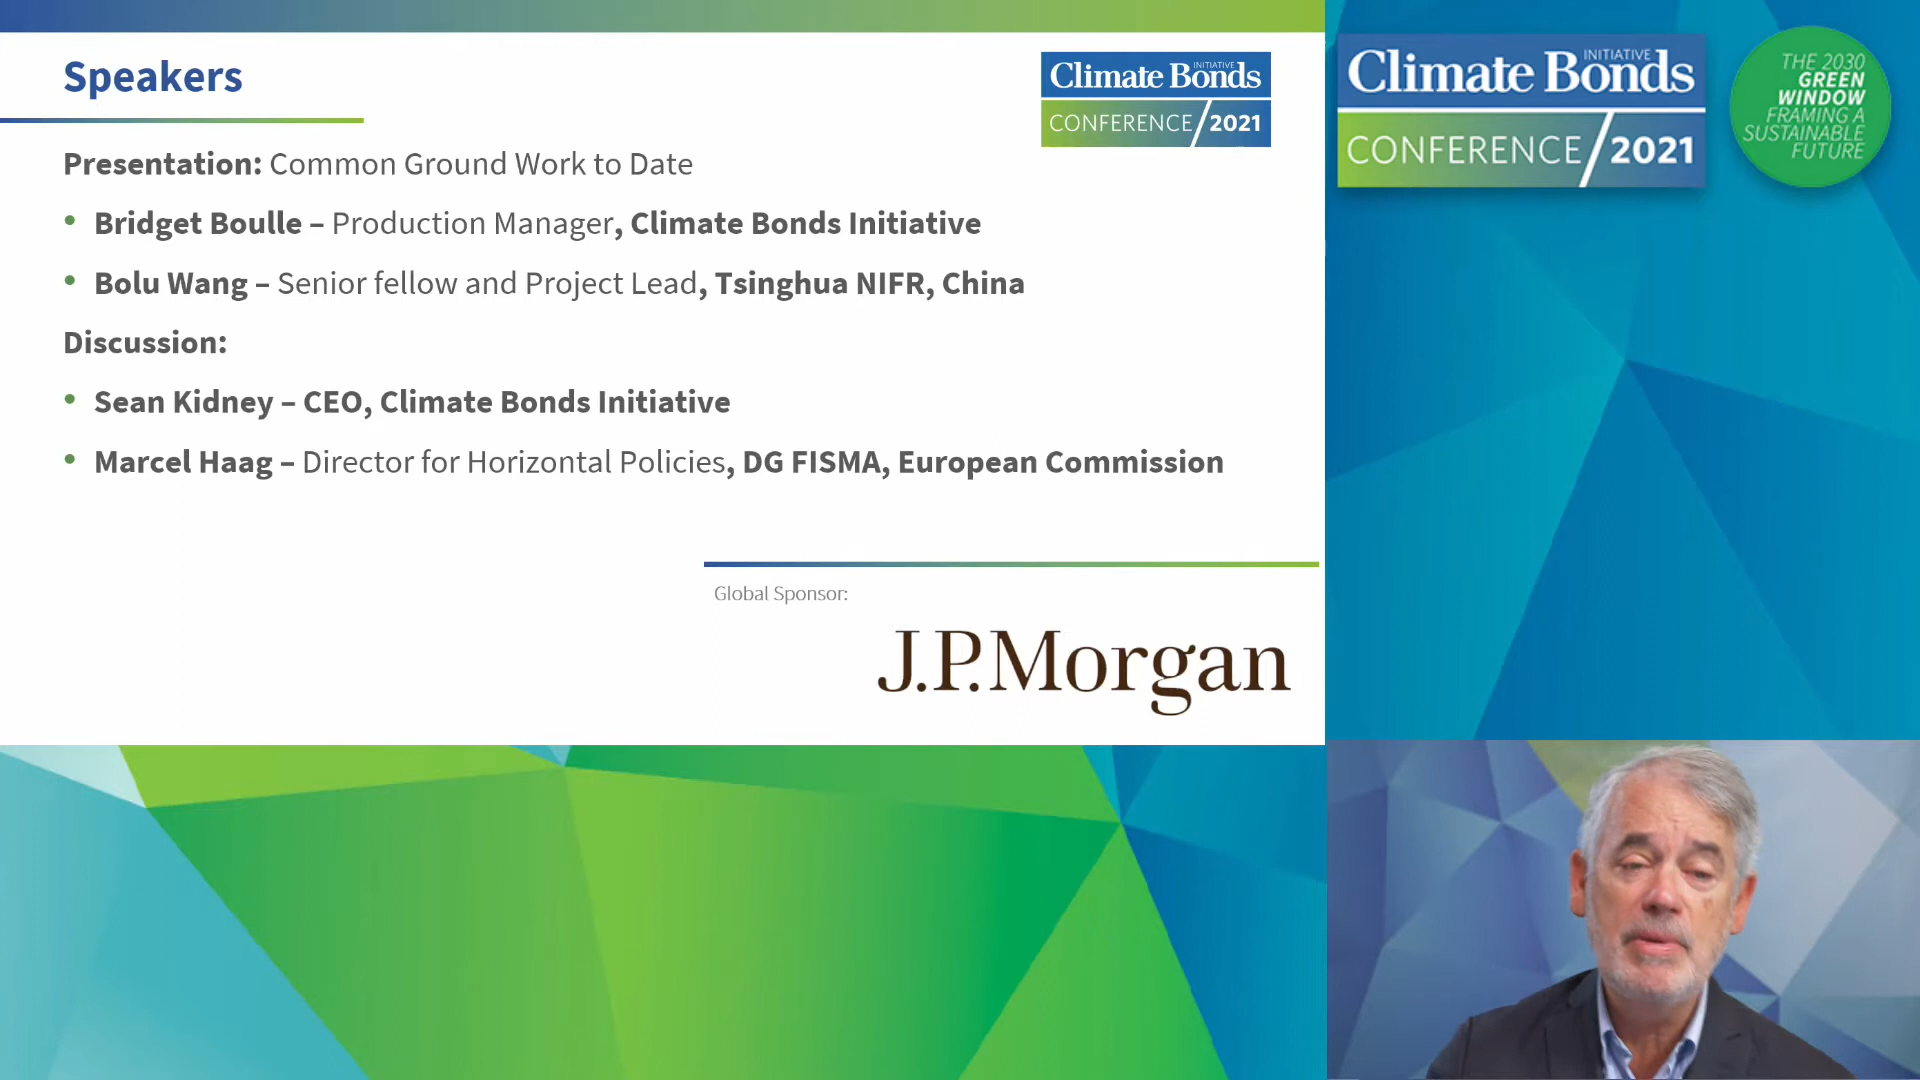 Speakers
Climate Bonds
INITIATIVE
CONFERENCE/2021
Presentation: Common Ground Work to Date
• Bridget Boulle – Production Manager, Climate Bonds Initiative
• Bolu Wang – Senior fellow and Project Lead, Tsinghua NIFR, China
Discussion:
• Sean Kidney – CEO, Climate Bonds Initiative
• Marcel Haag – Director for Horizontal Policies, DG FISMA, European Commission
Global Sponsor:
J.P.Morgan
Climate Bonds
INITIATIVE
CONFERENCE/2021
THE 2030
GREEN
WINDOW
FRAMING A
SUSTAINABLE
FUTURE